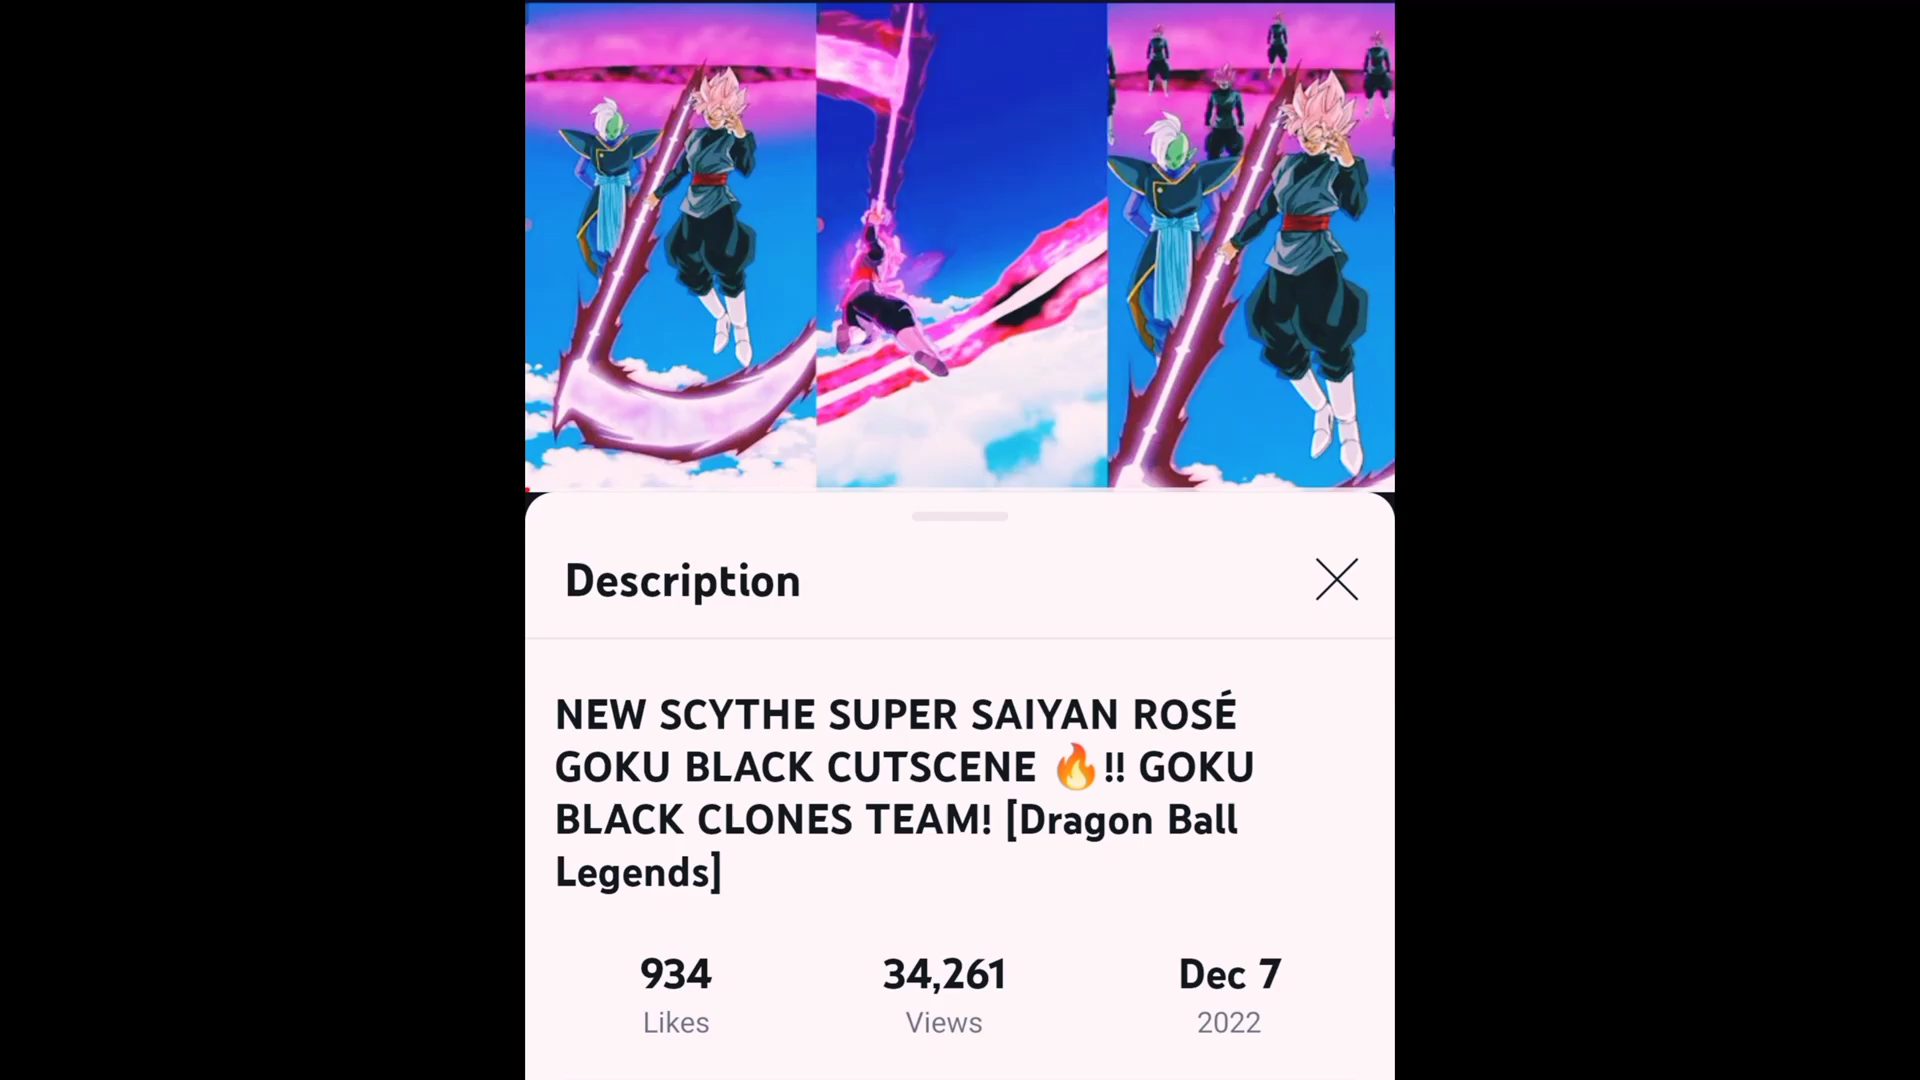 Description
NEW SCYTHE SUPER SAIYAN ROSÉ
GOKU BLACK CUTSCENE 🔥!! GOKU
BLACK CLONES TEAM! [Dragon Ball
Legends]
934 34,261 Dec 7
Likes Views 2022